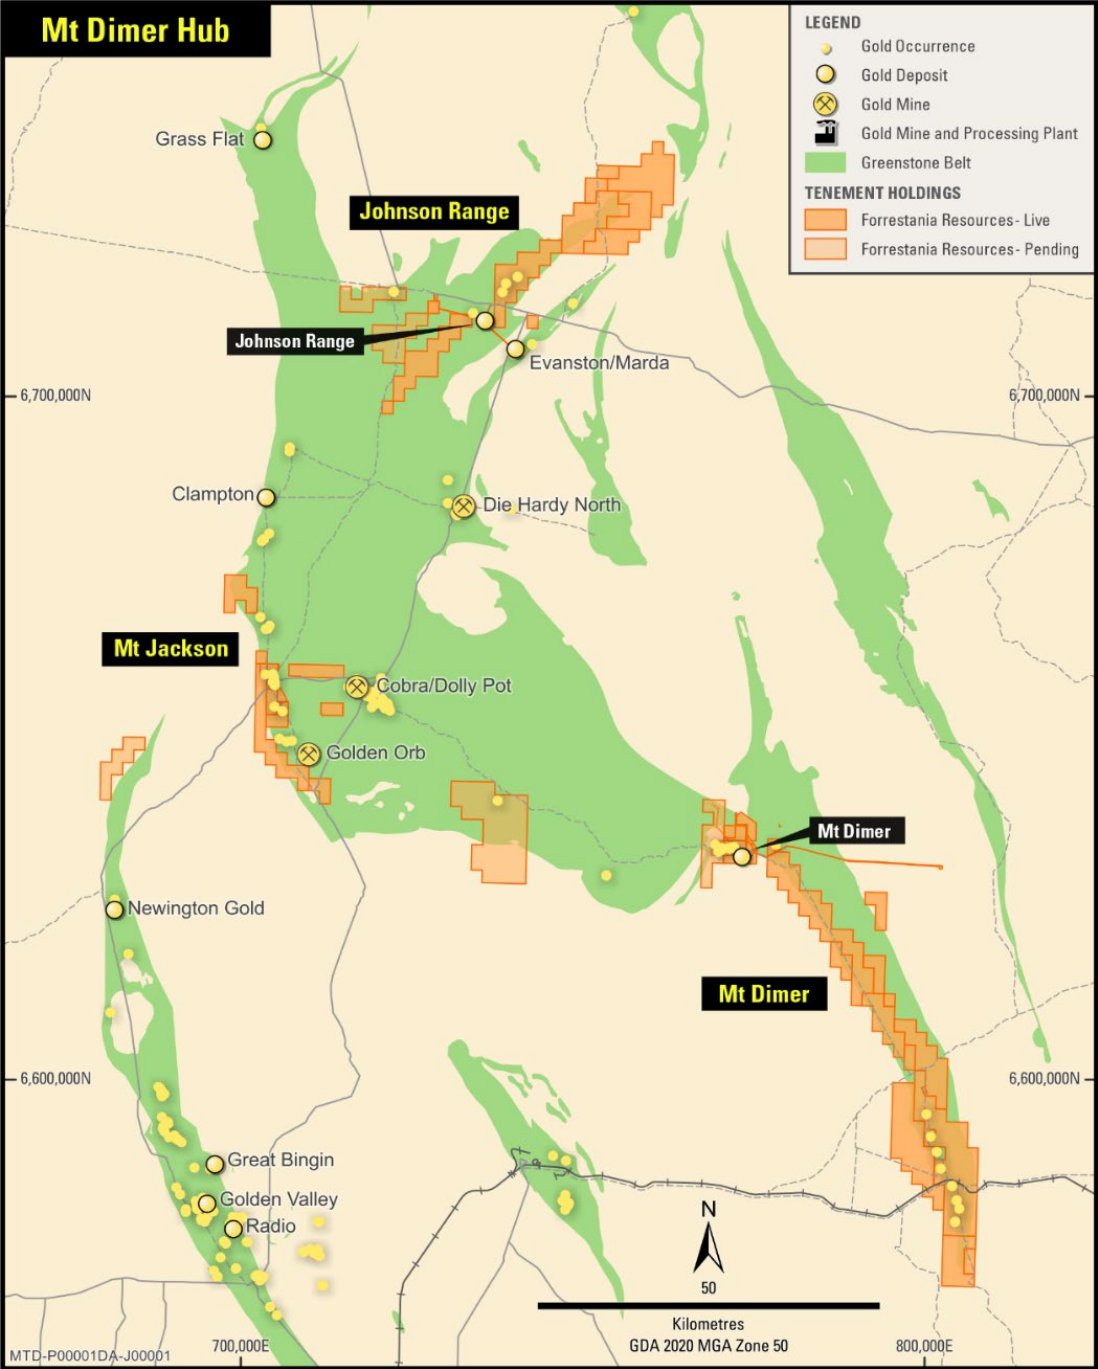 Mt Dimer Hub
LEGEND
Gold Occurrence
Gold Deposit
Gold Mine
Gold Mine and Processing Plant
Greenstone Belt
TENEMENT HOLDINGS
Forrestania Resources - Live
Forrestania Resources - Pending
Grass Flat
Johnson Range
Johnson Range
Evanston/Marda
6,700,000N
6,700,000N
Clampton
Die Hardy North
Mt Jackson
Cobra/Dolly Pot
Golden Orb
Mt Dimer
Newington Gold
Mt Dimer
6,600,000N
6,600,000N
Great Bingin
Golden Valley
Radio
N
50
Kilometres
GDA 2020 MGA Zone 50
700,000E
800,000E
MTD-P00001DA-J00001